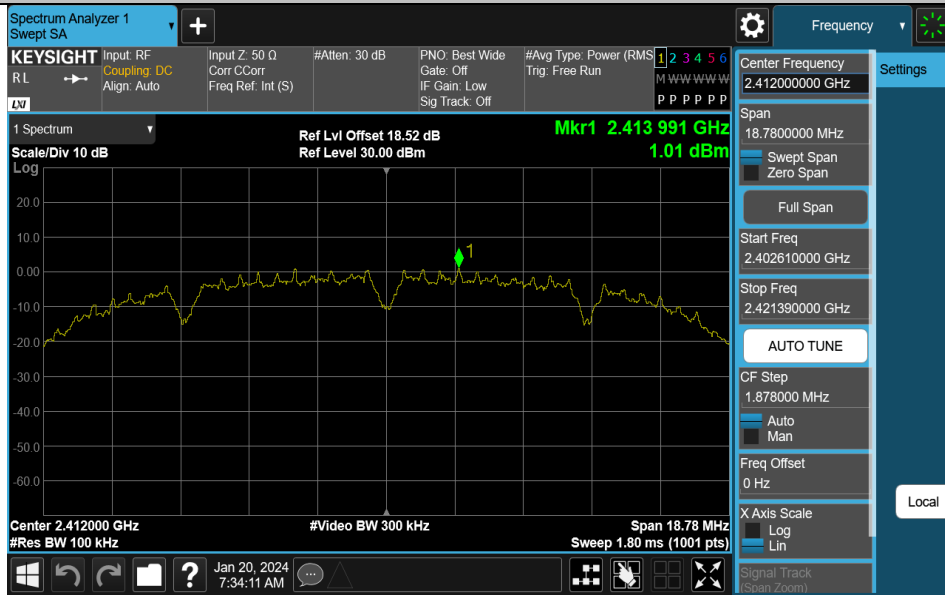 Spectrum Analyzer 1
Swept SA
+
Frequency
KEYSIGHT
R L
LXI
Input: RF
Coupling: DC
Align: Auto
Input Z: 50 Ω
Corr CCorr
Freq Ref: Int (S)
#Atten: 30 dB
PNO: Best Wide
Gate: Off
IF Gain: Low
Sig Track: Off
#Avg Type: Power (RMS
Trig: Free Run
1 2 3 4 5 6
M W W W W W
P P P P P P
Center Frequency
2.412000000 GHz
Settings
Span
18.7800000 MHz
Swept Span
Zero Span
Full Span
Start Freq
2.402610000 GHz
Stop Freq
2.421390000 GHz
AUTO TUNE
CF Step
1.878000 MHz
Auto
Man
Freq Offset
0 Hz
X Axis Scale
Log
Lin
Signal Track
(Span Zoom)
Local
1 Spectrum
Scale/Div 10 dB
Log
Ref Lvl Offset 18.52 dB
Ref Level 30.00 dBm
Mkr1 2.413 991 GHz
1.01 dBm
20.0
10.0
0.00
-10.0
-20.0
-30.0
-40.0
-50.0
-60.0
1
Center 2.412000 GHz
#Res BW 100 kHz
#Video BW 300 kHz
Span 18.78 MHz
Sweep 1.80 ms (1001 pts)
?
Jan 20, 2024
7:34:11 AM